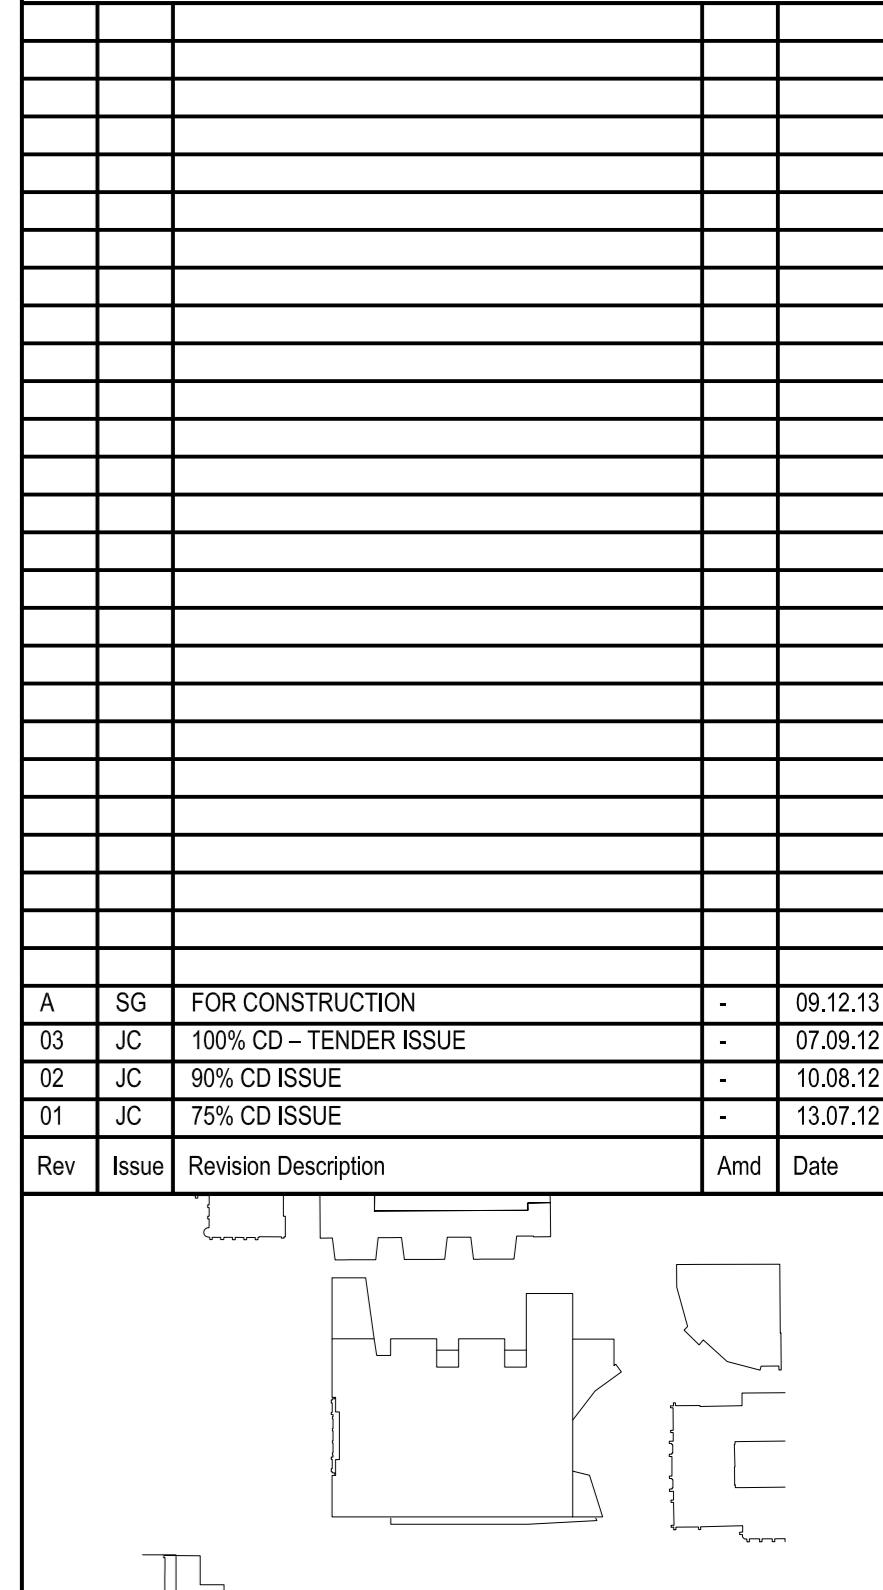 A SG FOR CONSTRUCTION - 09.12.13
03 JC 100% CD – TENDER ISSUE - 07.09.12
02 JC 90% CD ISSUE - 10.08.12
01 JC 75% CD ISSUE - 13.07.12
Rev Issue Revision Description Amd Date